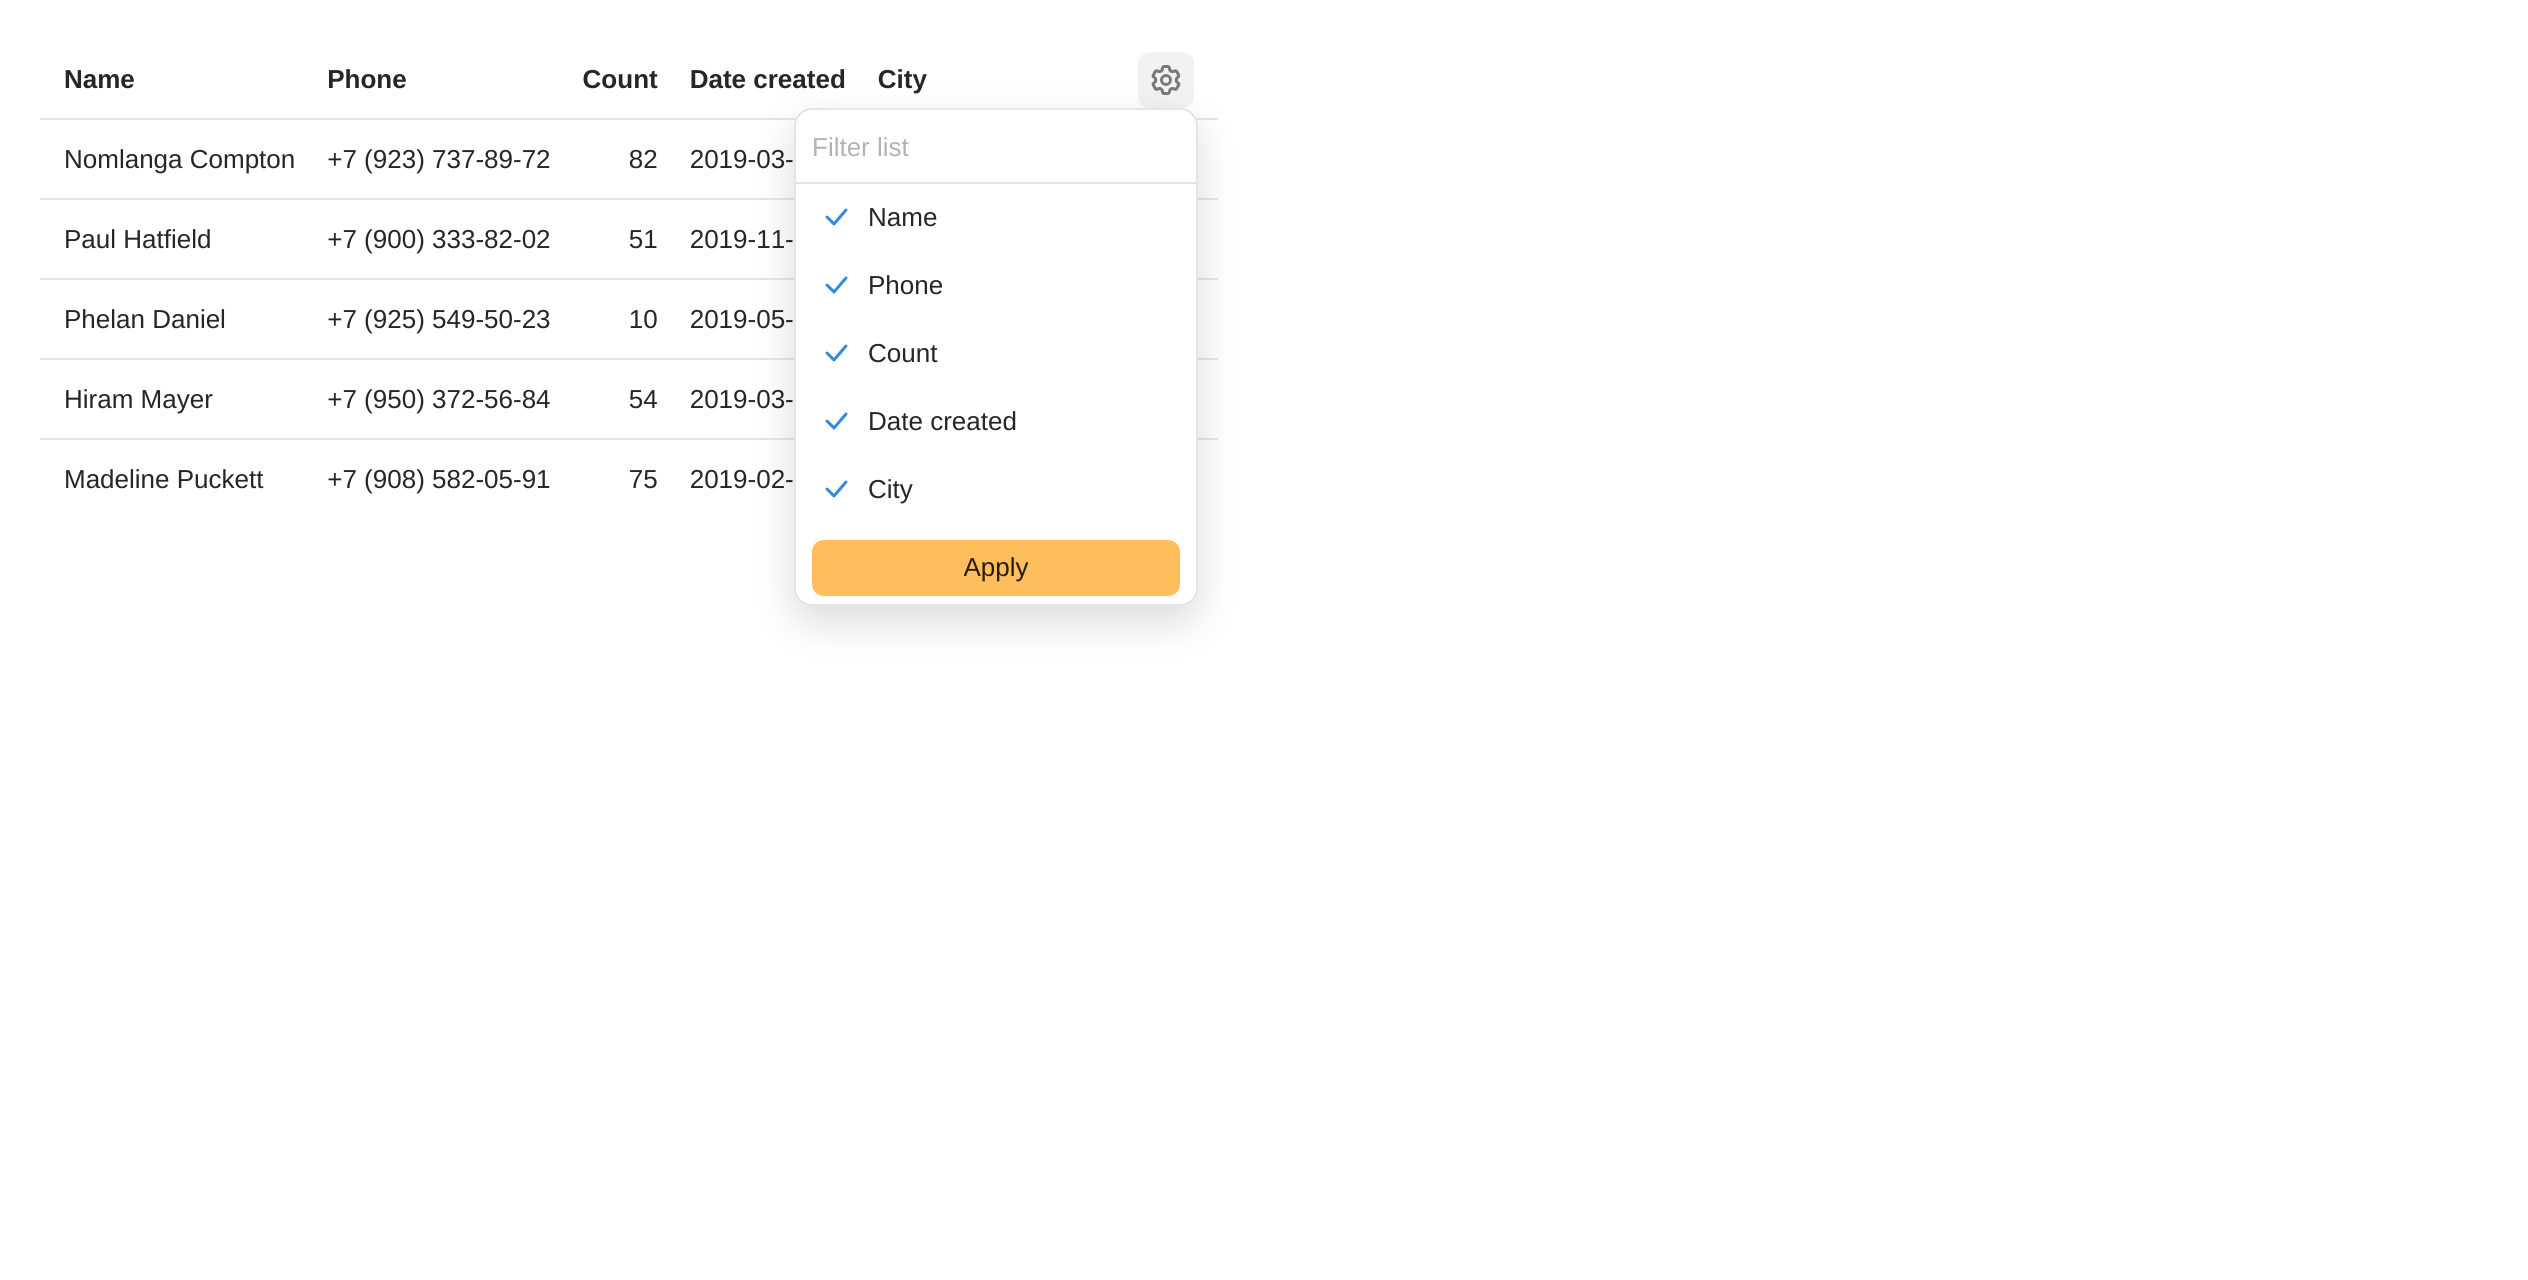 Name Phone Count Date created City
Nomlanga Compton +7 (923) 737-89-72 82 2019-03-
Paul Hatfield +7 (900) 333-82-02 51 2019-11-
Phelan Daniel +7 (925) 549-50-23 10 2019-05-
Hiram Mayer +7 (950) 372-56-84 54 2019-03-
Madeline Puckett +7 (908) 582-05-91 75 2019-02-
Filter list
Name
Phone
Count
Date created
City
Apply